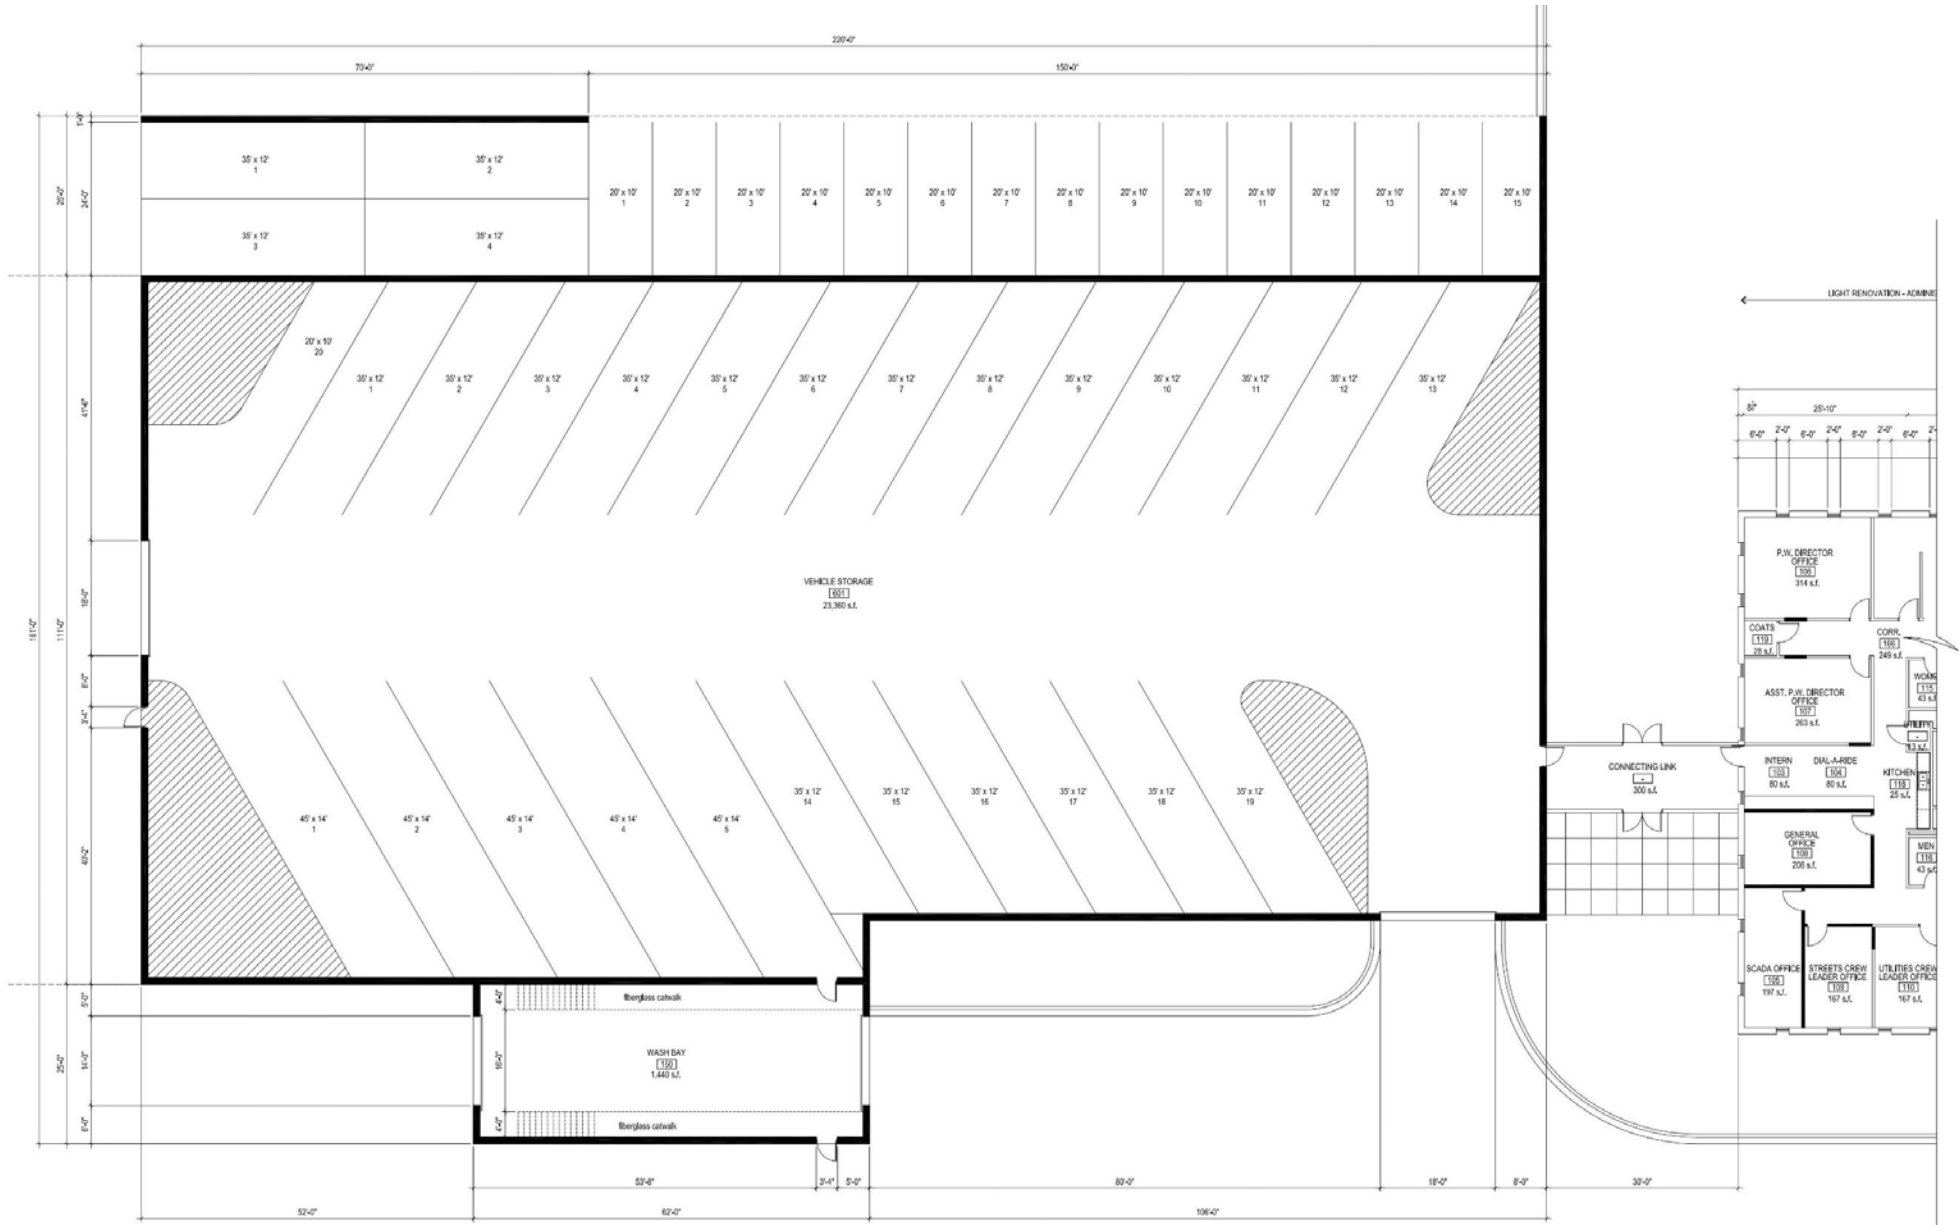 220'-0"
70'-0"
150'-0"
1'-0"
35' x 12'
1
35' x 12'
2
35' x 12'
3
35' x 12'
4
20' x 10'
1
20' x 10'
2
20' x 10'
3
20' x 10'
4
20' x 10'
5
20' x 10'
6
20' x 10'
7
20' x 10'
8
20' x 10'
9
20' x 10'
10
20' x 10'
11
20' x 10'
12
20' x 10'
13
20' x 10'
14
20' x 10'
15
25'-0"
24'-0"
LIGHT RENOVATION - ADMINIS
20' x 10'
20
35' x 12'
1
35' x 12'
2
35' x 12'
3
35' x 12'
4
35' x 12'
5
35' x 12'
6
35' x 12'
7
35' x 12'
8
35' x 12'
9
35' x 12'
10
35' x 12'
11
35' x 12'
12
35' x 12'
13
41'-6"
25'-10"
6'-0"
2'-0"
6'-0"
2'-0"
6'-0"
2'-0"
6'-0"
VEHICLE STORAGE
601
23,360 s.f.
161'-0"
111'-0"
18'-0"
8'-0"
3'-4"
40'-2"
P.W. DIRECTOR
OFFICE
106
314 s.f.
COATS
119
28 s.f.
CORR.
166
249 s.f.
ASST. P.W. DIRECTOR
OFFICE
107
263 s.f.
WOME
115
43 s.f
UTILITY
13 s.f.
CONNECTING LINK
-
300 s.f.
INTERN
103
80 s.f.
DIAL-A-RIDE
104
80 s.f.
KITCHEN
118
25 s.f.
45' x 14'
1
45' x 14'
2
45' x 14'
3
45' x 14'
4
45' x 14'
5
35' x 12'
14
35' x 12'
15
35' x 12'
16
35' x 12'
17
35' x 12'
18
35' x 12'
19
GENERAL
OFFICE
108
206 s.f.
MEN
116
43 s.f.
SCADA OFFICE
105
197 s.f.
STREETS CREW
LEADER OFFICE
109
167 s.f.
UTILITIES CREW
LEADER OFFICE
110
167 s.f.
5'-0"
14'-0"
6'-0"
25'-0"
4'-0"
fiberglass catwalk
16'-0"
WASH BAY
150
1,440 s.f.
4'-0"
fiberglass catwalk
53'-8"
3'-4"
5'-0"
80'-0"
18'-0"
8'-0"
30'-0"
52'-0"
62'-0"
106'-0"